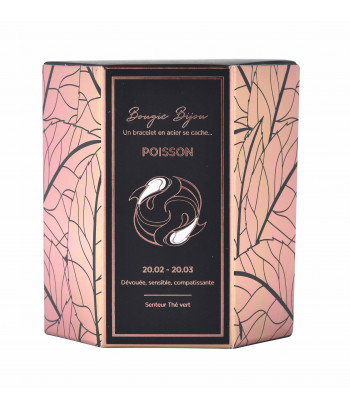 Bougie Bijou
Un bracelet en acier se cache...
POISSON
20.02 - 20.03
Dévouée, sensible, compatissante
Senteur Thé vert